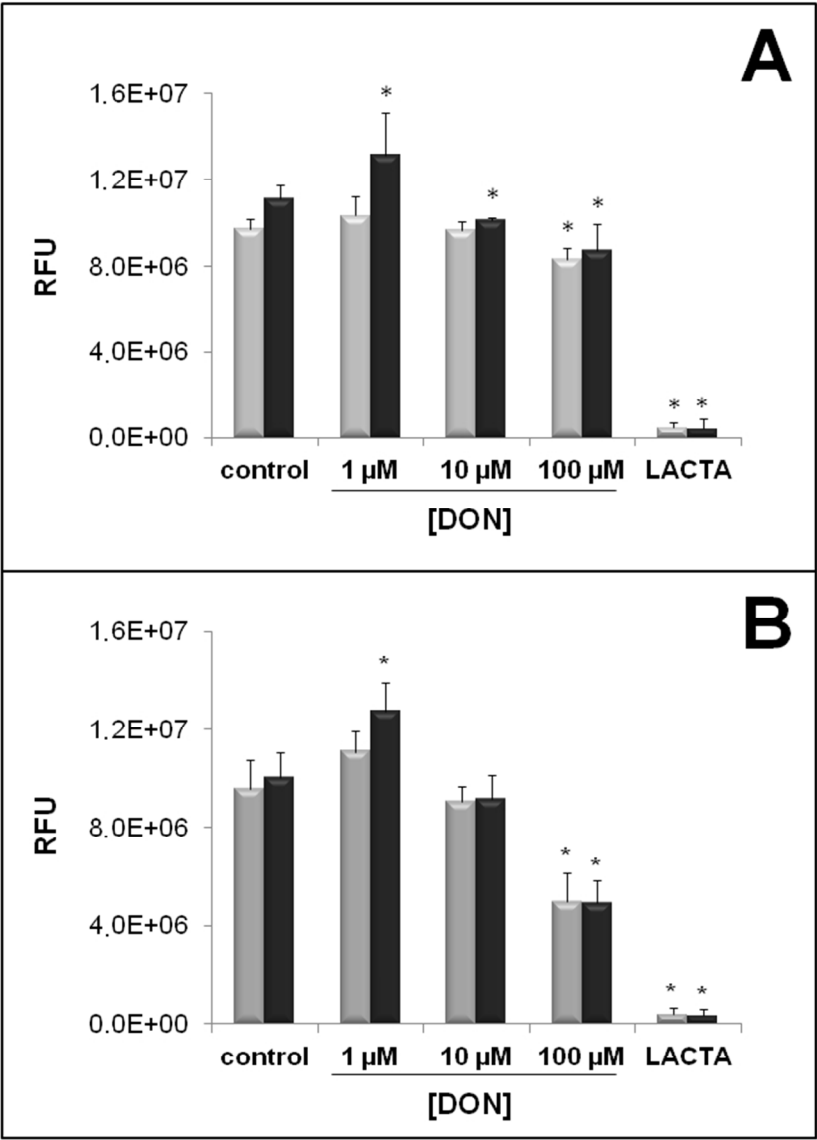 A
1.6E+07
1.2E+07
8.0E+06
4.0E+06
0.0E+00
RFU
* * * * * *
control 1 µM 10 µM 100 µM LACTA
[DON]
B
1.6E+07
1.2E+07
8.0E+06
4.0E+06
0.0E+00
RFU
* * * * *
control 1 µM 10 µM 100 µM LACTA
[DON]